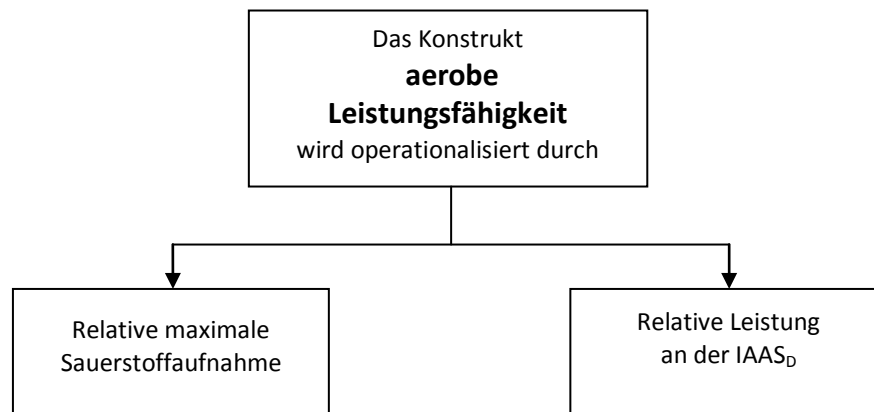 Das Konstrukt
aerobe
Leistungsfähigkeit
wird operationalisiert durch
Relative maximale
Sauerstoffaufnahme
Relative Leistung
an der IAAS_D